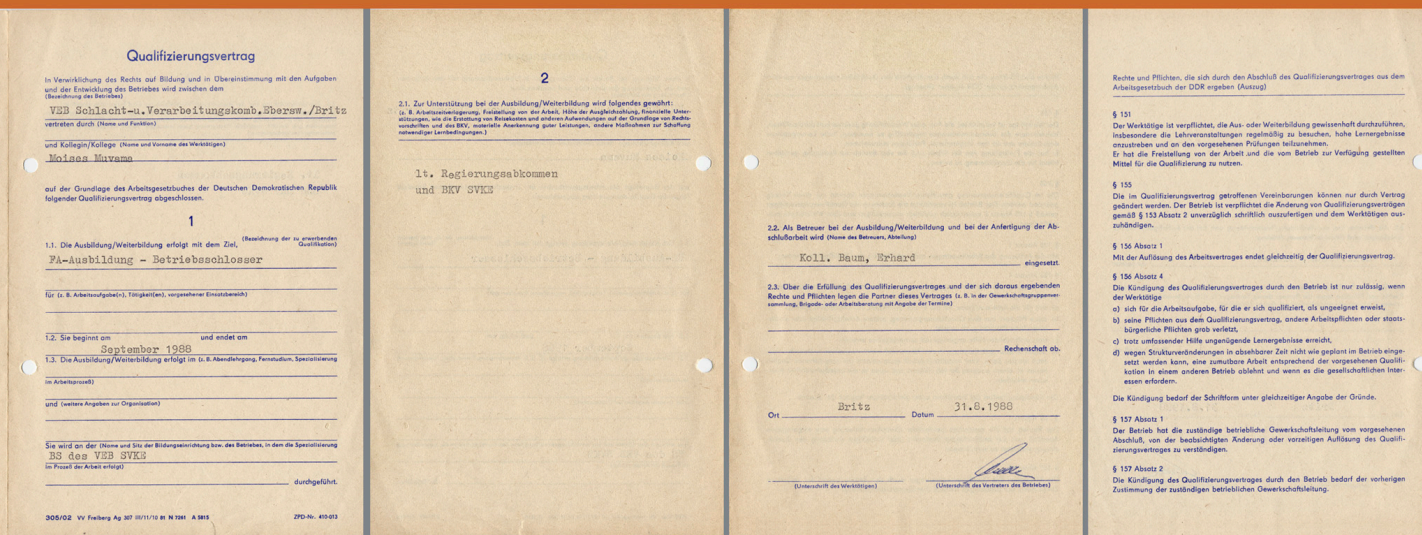 Qualifizierungsvertrag
In Verwirklichung des Rechts auf Bildung und in Übereinstimmung mit den Aufgaben
und der Entwicklung des Betriebes wird zwischen dem
(Bezeichnung des Betriebes)
VEB Schlacht-u.Verarbeitungskomb.Ebersw./Britz
vertreten durch (Name und Funktion)
und Kollegin/Kollege (Name und Vorname des Werktätigen)
Moises Muvama
auf der Grundlage des Arbeitsgesetzbuches der Deutschen Demokratischen Republik
folgender Qualifizierungsvertrag abgeschlossen.
1
1.1. Die Ausbildung/Weiterbildung erfolgt mit dem Ziel, (Bezeichnung der zu erwerbenden
Qualifikation)
FA-Ausbildung - Betriebsschlosser
für (z. B. Arbeitsaufgabe(n), Tätigkeit(en), vorgesehener Einsatzbereich)
1.2. Sie beginnt am und endet am
September 1988
1.3. Die Ausbildung/Weiterbildung erfolgt im (z. B. Abendlehrgang, Fernstudium, Spezialisierung
im Arbeitsprozeß)
und (weitere Angaben zur Organisation)
Sie wird an der (Name und Sitz der Bildungseinrichtung bzw. des Betriebes, in dem die Spezialisierung
BS des VEB SVKE
im Prozeß der Arbeit erfolgt)
durchgeführt.
305/02 VV Freiberg Ag 307 III/11/10 81 N 7261 A 5815 ZPD-Nr. 410-013
2
2.1. Zur Unterstützung bei der Ausbildung/Weiterbildung wird folgendes gewährt:
(z. B. Arbeitszeitverlagerung, Freistellung von der Arbeit, Höhe der Ausgleichzahlung, finanzielle Unter-
stützungen, wie die Erstattung von Reisekosten und anderen Aufwendungen auf der Grundlage von Rechts-
vorschriften und des BKV, materielle Anerkennung guter Leistungen, andere Maßnahmen zur Schaffung
notwendiger Lernbedingungen.)
lt. Regierungsabkommen
und BKV SVKE
2.2. Als Betreuer bei der Ausbildung/Weiterbildung und bei der Anfertigung der Ab-
schlußarbeit wird (Name des Betreuers, Abteilung)
Koll. Baum, Erhard
eingesetzt.
2.3. Über die Erfüllung des Qualifizierungsvertrages und der sich daraus ergebenden
Rechte und Pflichten legen die Partner dieses Vertrages (z. B. in der Gewerkschaftsgruppenver-
sammlung, Brigade- oder Arbeitsberatung mit Angabe der Termine)
Rechenschaft ab.
Ort Britz Datum 31.8.1988
(Unterschrift des Werktätigen) (Unterschrift des Vertreters des Betriebes)
Rechte und Pflichten, die sich durch den Abschluß des Qualifizierungsvertrages aus dem
Arbeitsgesetzbuch der DDR ergeben (Auszug)
§ 151
Der Werktätige ist verpflichtet, die Aus- oder Weiterbildung gewissenhaft durchzuführen,
insbesondere die Lehrveranstaltungen regelmäßig zu besuchen, hohe Lernergebnisse
anzustreben und an den vorgesehenen Prüfungen teilzunehmen.
Er hat die Freistellung von der Arbeit und die vom Betrieb zur Verfügung gestellten
Mittel für die Qualifizierung zu nutzen.
§ 155
Die im Qualifizierungsvertrag getroffenen Vereinbarungen können nur durch Vertrag
geändert werden. Der Betrieb ist verpflichtet die Änderung von Qualifizierungsverträgen
gemäß § 153 Absatz 2 unverzüglich schriftlich auszufertigen und dem Werktätigen aus-
zuhändigen.
§ 156 Absatz 1
Mit der Auflösung des Arbeitsvertrages endet gleichzeitig der Qualifizierungsvertrag.
§ 156 Absatz 4
Die Kündigung des Qualifizierungsvertrages durch den Betrieb ist nur zulässig, wenn
der Werktätige
a) sich für die Arbeitsaufgabe, für die er sich qualifiziert, als ungeeignet erweist,
b) seine Pflichten aus dem Qualifizierungsvertrag, andere Arbeitspflichten oder staats-
bürgerliche Pflichten grob verletzt,
c) trotz umfassender Hilfe ungenügende Lernergebnisse erreicht,
d) wegen Strukturveränderungen in absehbarer Zeit nicht wie geplant im Betrieb einge-
setzt werden kann, eine zumutbare Arbeit entsprechend der vorgesehenen Qualifi-
kation in einem anderen Betrieb ablehnt und wenn es die gesellschaftlichen Inter-
essen erfordern.
Die Kündigung bedarf der Schriftform unter gleichzeitiger Angabe der Gründe.
§ 157 Absatz 1
Der Betrieb hat die zuständige betriebliche Gewerkschaftsleitung vom vorgesehenen
Abschluß, von der beabsichtigten Änderung oder vorzeitigen Auflösung des Qualifi-
zierungsvertrages zu verständigen.
§ 157 Absatz 2
Die Kündigung des Qualifizierungsvertrages durch den Betrieb bedarf der vorherigen
Zustimmung der zuständigen betrieblichen Gewerkschaftsleitung.